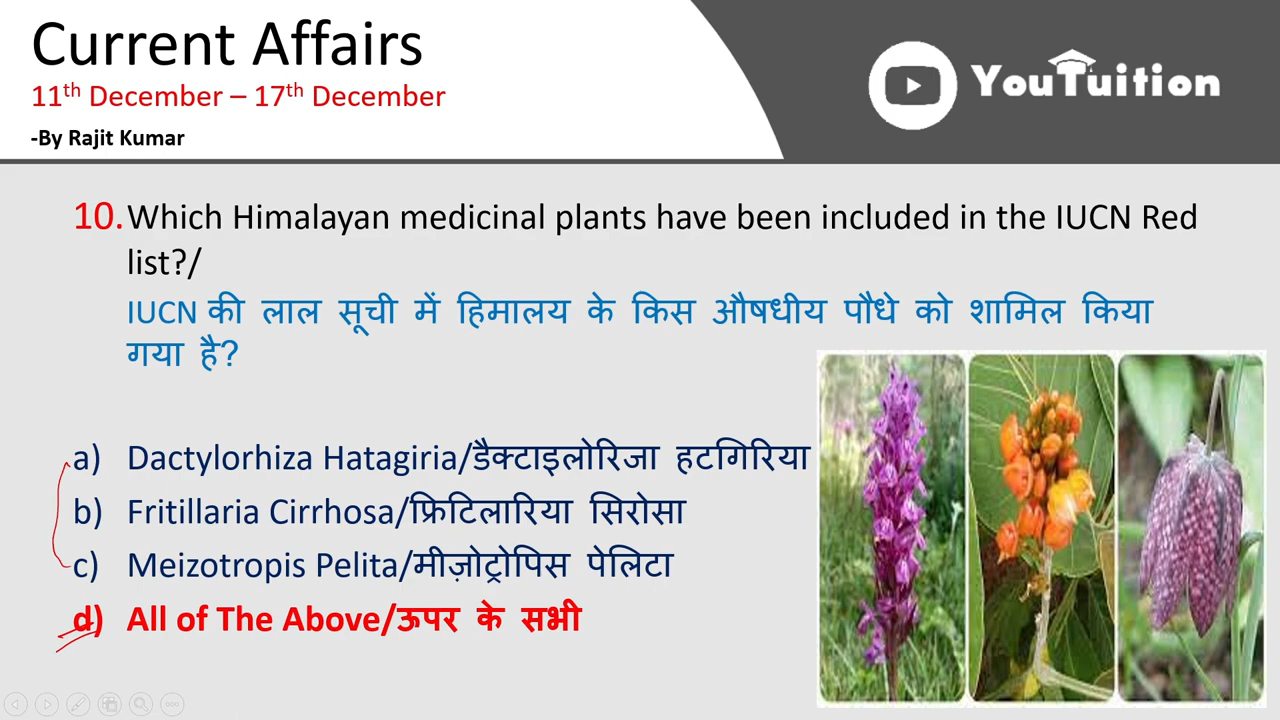 Current Affairs
11th December – 17th December
-By Rajit Kumar
YouTuition
10. Which Himalayan medicinal plants have been included in the IUCN Red
list?/
IUCN की लाल सूची में हिमालय के किस औषधीय पौधे को शामिल किया
गया है?
a) Dactylorhiza Hatagiria/डैक्टाइलोरिजा हटगिरिया
b) Fritillaria Cirrhosa/फ्रिटिलारिया सिरोसा
c) Meizotropis Pelita/मीज़ोट्रोपिस पेलिटा
d) All of The Above/ऊपर के सभी